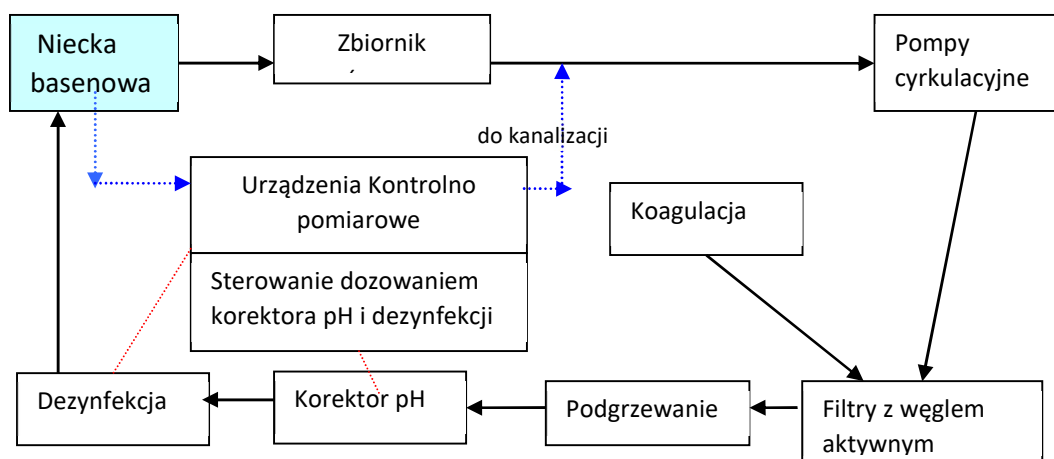 Niecka
basenowa
Zbiornik
Pompy
cyrkulacyjne
do kanalizacji
Urządzenia Kontrolno
pomiarowe
Koagulacja
Sterowanie dozowaniem
korektora pH i dezynfekcji
Dezynfekcja
Korektor pH
Podgrzewanie
Filtry z węglem
aktywnym